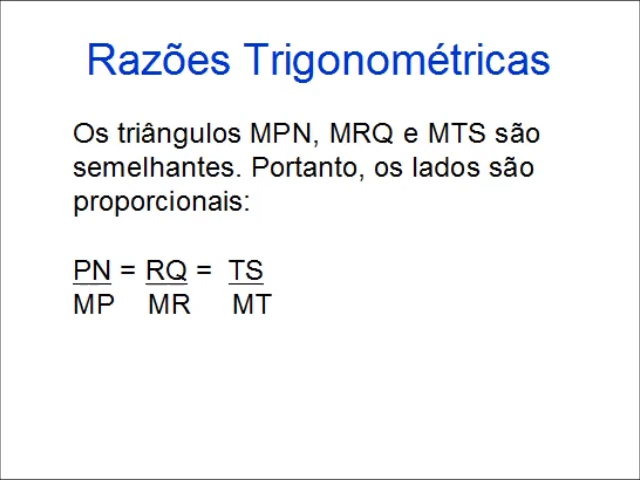 Razões Trigonométricas
Os triângulos MPN, MRQ e MTS são
semelhantes. Portanto, os lados são
proporcionais:
PN = RQ = TS
MP MR MT